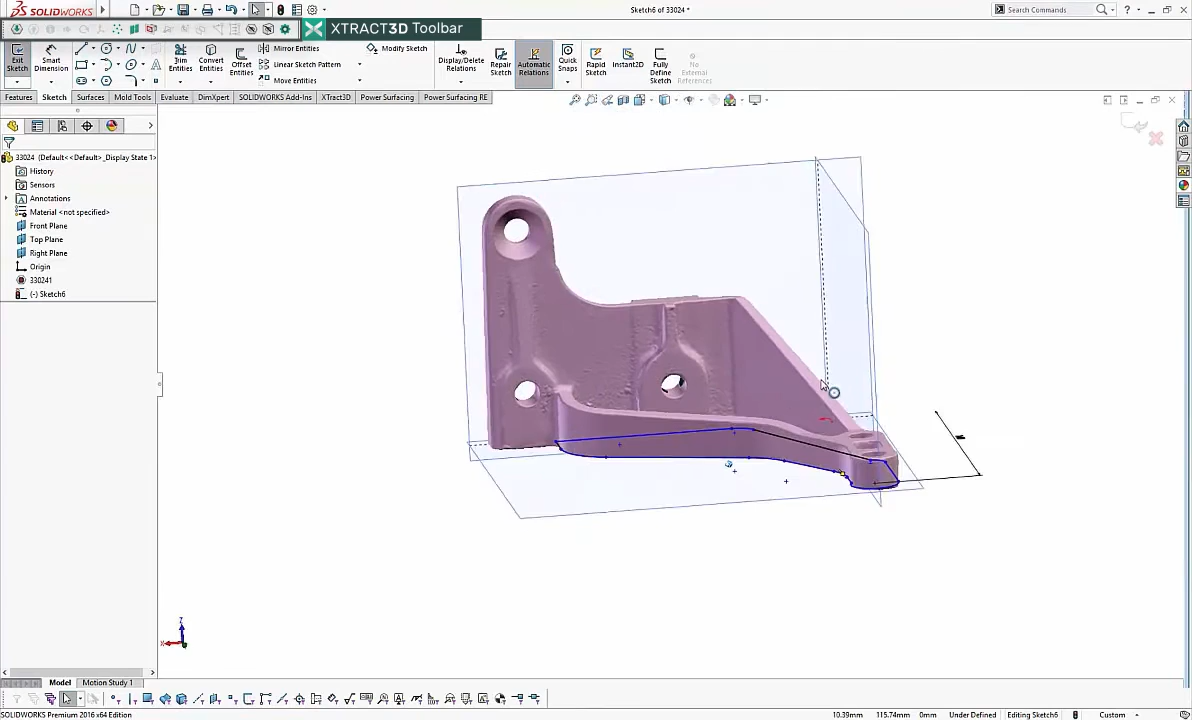 SOLIDWORKS
Sketch6 of 33024 *
Search Commands
XTRACT3D Toolbar
Exit Sketch
Smart Dimension
Trim Entities
Convert Entities
Offset Entities
Mirror Entities
Linear Sketch Pattern
Move Entities
Modify Sketch
Display/Delete Relations
Repair Sketch
Automatic Relations
Quick Snaps
Rapid Sketch
Instant2D
Fully Define Sketch
No External References
Features
Sketch
Surfaces
Mold Tools
Evaluate
DimXpert
SOLIDWORKS Add-Ins
XTract3D
Power Surfacing
Power Surfacing RE
33024 (Default<<Default>_Display State 1>
History
Sensors
Annotations
Material <not specified>
Front Plane
Top Plane
Right Plane
Origin
330241
(-) Sketch6
Z
X
Model
Motion Study 1
SOLIDWORKS Premium 2016 x64 Edition
10.39mm
115.74mm
0mm
Under Defined
Editing Sketch6
Custom